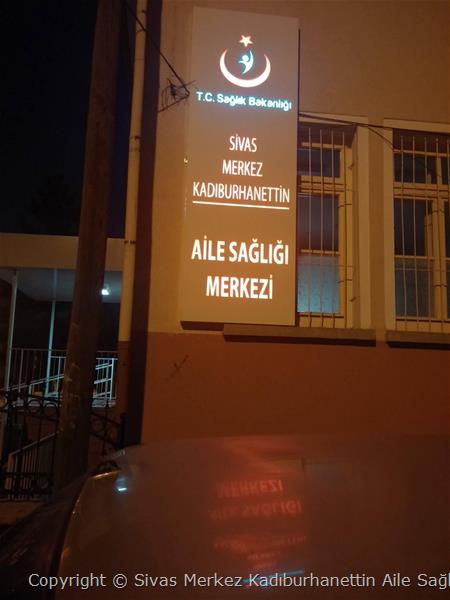 T.C. Sağlık Bakanlığı
SİVAS
MERKEZ
KADIBURHANETTİN
AİLE SAĞLIĞI
MERKEZİ
MERKEZİ
AİLE SAĞLIĞI
Copyright © Sivas Merkez Kadıburhanettin Aile Sağl